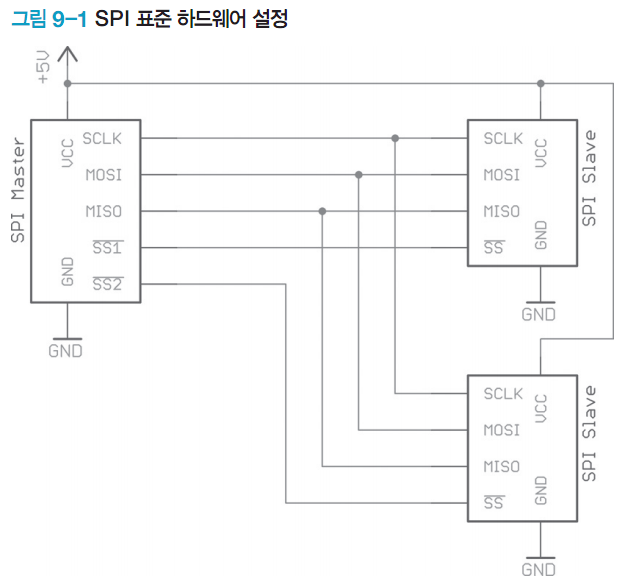 그림 9-1 SPI 표준 하드웨어 설정
+5V
SPI Master
VCC
SCLK
MOSI
MISO
SS1
SS2
GND
GND
SCLK
MOSI
MISO
SS
VCC
GND
SPI Slave
GND
SCLK
MOSI
MISO
SS
VCC
GND
SPI Slave
GND